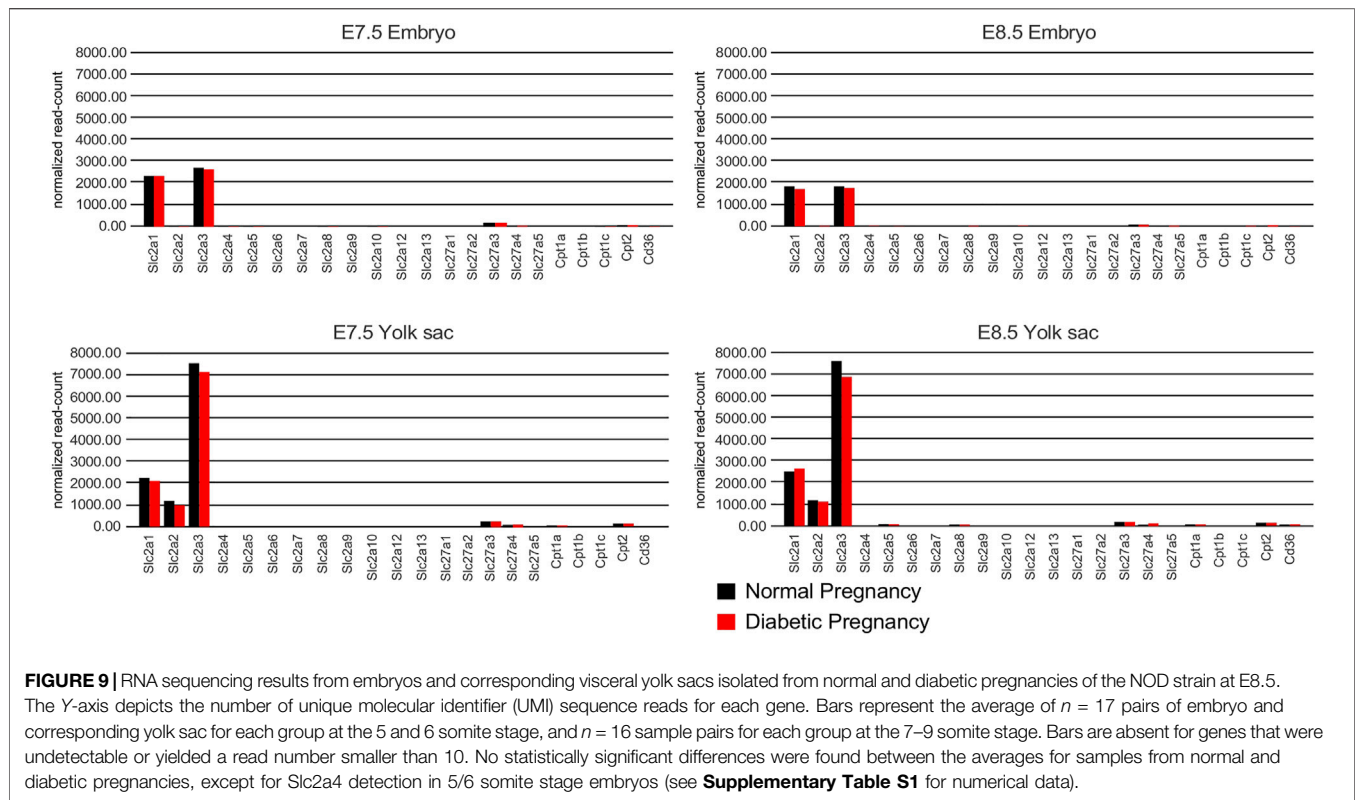 E7.5 Embryo
normalized read-count
8000.00
7000.00
6000.00
5000.00
4000.00
3000.00
2000.00
1000.00
0.00
Slc2a1
Slc2a2
Slc2a3
Slc2a4
Slc2a5
Slc2a6
Slc2a7
Slc2a8
Slc2a9
Slc2a10
Slc2a12
Slc2a13
Slc27a1
Slc27a2
Slc27a3
Slc27a4
Slc27a5
Cpt1a
Cpt1b
Cpt1c
Cpt2
Cd36
E8.5 Embryo
normalized read-count
8000.00
7000.00
6000.00
5000.00
4000.00
3000.00
2000.00
1000.00
0.00
Slc2a1
Slc2a2
Slc2a3
Slc2a4
Slc2a5
Slc2a6
Slc2a7
Slc2a8
Slc2a9
Slc2a10
Slc2a12
Slc2a13
Slc27a1
Slc27a2
Slc27a3
Slc27a4
Slc27a5
Cpt1a
Cpt1b
Cpt1c
Cpt2
Cd36
E7.5 Yolk sac
normalized read-count
8000.00
7000.00
6000.00
5000.00
4000.00
3000.00
2000.00
1000.00
0.00
Slc2a1
Slc2a2
Slc2a3
Slc2a4
Slc2a5
Slc2a6
Slc2a7
Slc2a8
Slc2a9
Slc2a10
Slc2a12
Slc2a13
Slc27a1
Slc27a2
Slc27a3
Slc27a4
Slc27a5
Cpt1a
Cpt1b
Cpt1c
Cpt2
Cd36
E8.5 Yolk sac
normalized read-count
8000.00
7000.00
6000.00
5000.00
4000.00
3000.00
2000.00
1000.00
0.00
Slc2a1
Slc2a2
Slc2a3
Slc2a4
Slc2a5
Slc2a6
Slc2a7
Slc2a8
Slc2a9
Slc2a10
Slc2a12
Slc2a13
Slc27a1
Slc27a2
Slc27a3
Slc27a4
Slc27a5
Cpt1a
Cpt1b
Cpt1c
Cpt2
Cd36
Normal Pregnancy
Diabetic Pregnancy
FIGURE 9 | RNA sequencing results from embryos and corresponding visceral yolk sacs isolated from normal and diabetic pregnancies of the NOD strain at E8.5.
The Y-axis depicts the number of unique molecular identifier (UMI) sequence reads for each gene. Bars represent the average of n = 17 pairs of embryo and
corresponding yolk sac for each group at the 5 and 6 somite stage, and n = 16 sample pairs for each group at the 7–9 somite stage. Bars are absent for genes that were
undetectable or yielded a read number smaller than 10. No statistically significant differences were found between the averages for samples from normal and
diabetic pregnancies, except for Slc2a4 detection in 5/6 somite stage embryos (see Supplementary Table S1 for numerical data).